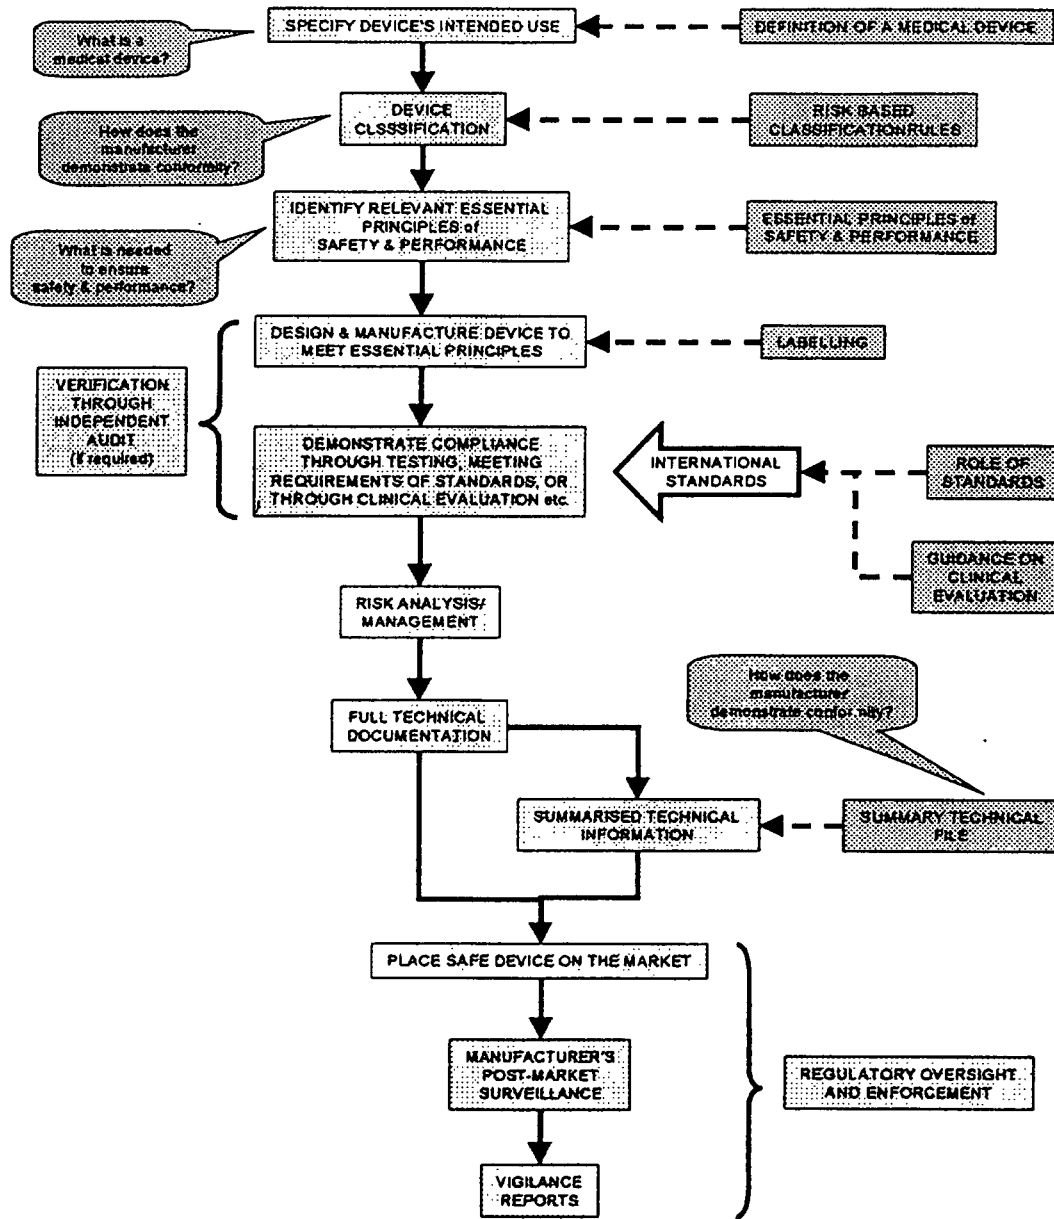 SPECIFY DEVICE'S INTENDED USE
DEFINITION OF A MEDICAL DEVICE
What is a
medical device?
DEVICE
CLSSSIFICATION
RISK BASED
CLASSIFICATION RULES
How does the
manufacturer
demonstrate conformity?
IDENTIFY RELEVANT ESSENTIAL
PRINCIPLES of
SAFETY & PERFORMANCE
ESSENTIAL PRINCIPLES of
SAFETY & PERFORMANCE
What is needed
to ensure
safety & performance?
DESIGN & MANUFACTURE DEVICE TO
MEET ESSENTIAL PRINCIPLES
LABELLING
VERIFICATION
THROUGH
INDEPENDENT
AUDIT
(if required)
DEMONSTRATE COMPLIANCE
THROUGH TESTING, MEETING
REQUIREMENTS OF STANDARDS, OR
THROUGH CLINICAL EVALUATION etc.
INTERNATIONAL
STANDARDS
ROLE OF
STANDARDS
GUIDANCE ON
CLINICAL
EVALUATION
RISK ANALYSIS/
MANAGEMENT
How does the
manufacturer
demonstrate confor nity?
FULL TECHNICAL
DOCUMENTATION
SUMMARISED TECHNICAL
INFORMATION
SUMMARY TECHNICAL
FILE
PLACE SAFE DEVICE ON THE MARKET
MANUFACTURER'S
POST-MARKET
SURVEILLANCE
REGULATORY OVERSIGHT
AND ENFORCEMENT
VIGILANCE
REPORTS